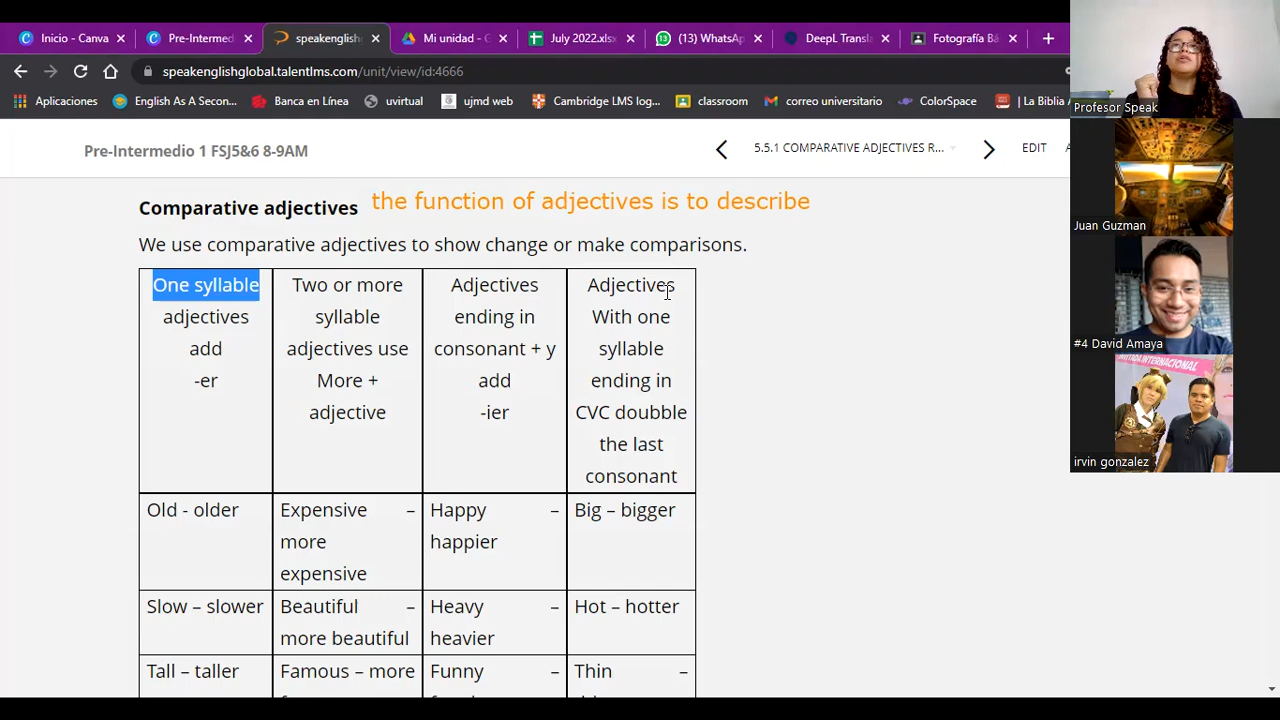 Inicio - Canva
Pre-Intermed
speakenglish
Mi unidad - G
July 2022.xlsx
(13) WhatsAp
DeepL Transla
Fotografía Bá
speakenglishglobal.talentlms.com/unit/view/id:4666
Aplicaciones
English As A Secon...
Banca en Línea
uvirtual
ujmd web
Cambridge LMS log...
classroom
correo universitario
ColorSpace
| La Biblia A
Pre-Intermedio 1 FSJ5&6 8-9AM
5.5.1 COMPARATIVE ADJECTIVES R...
EDIT
Comparative adjectives
the function of adjectives is to describe
We use comparative adjectives to show change or make comparisons.
One syllable
adjectives
add
-er
Two or more
syllable
adjectives use
More +
adjective
Adjectives
ending in
consonant + y
add
-ier
Adjectives
With one
syllable
ending in
CVC doubble
the last
consonant
Old - older
Expensive –
more
expensive
Happy –
happier
Big – bigger
Slow – slower
Beautiful –
more beautiful
Heavy –
heavier
Hot – hotter
Tall – taller
Famous – more
Funny –
Thin –
Profesor Speak
Juan Guzman
#4 David Amaya
INVITADA INTERNACIONAL
irvin gonzalez